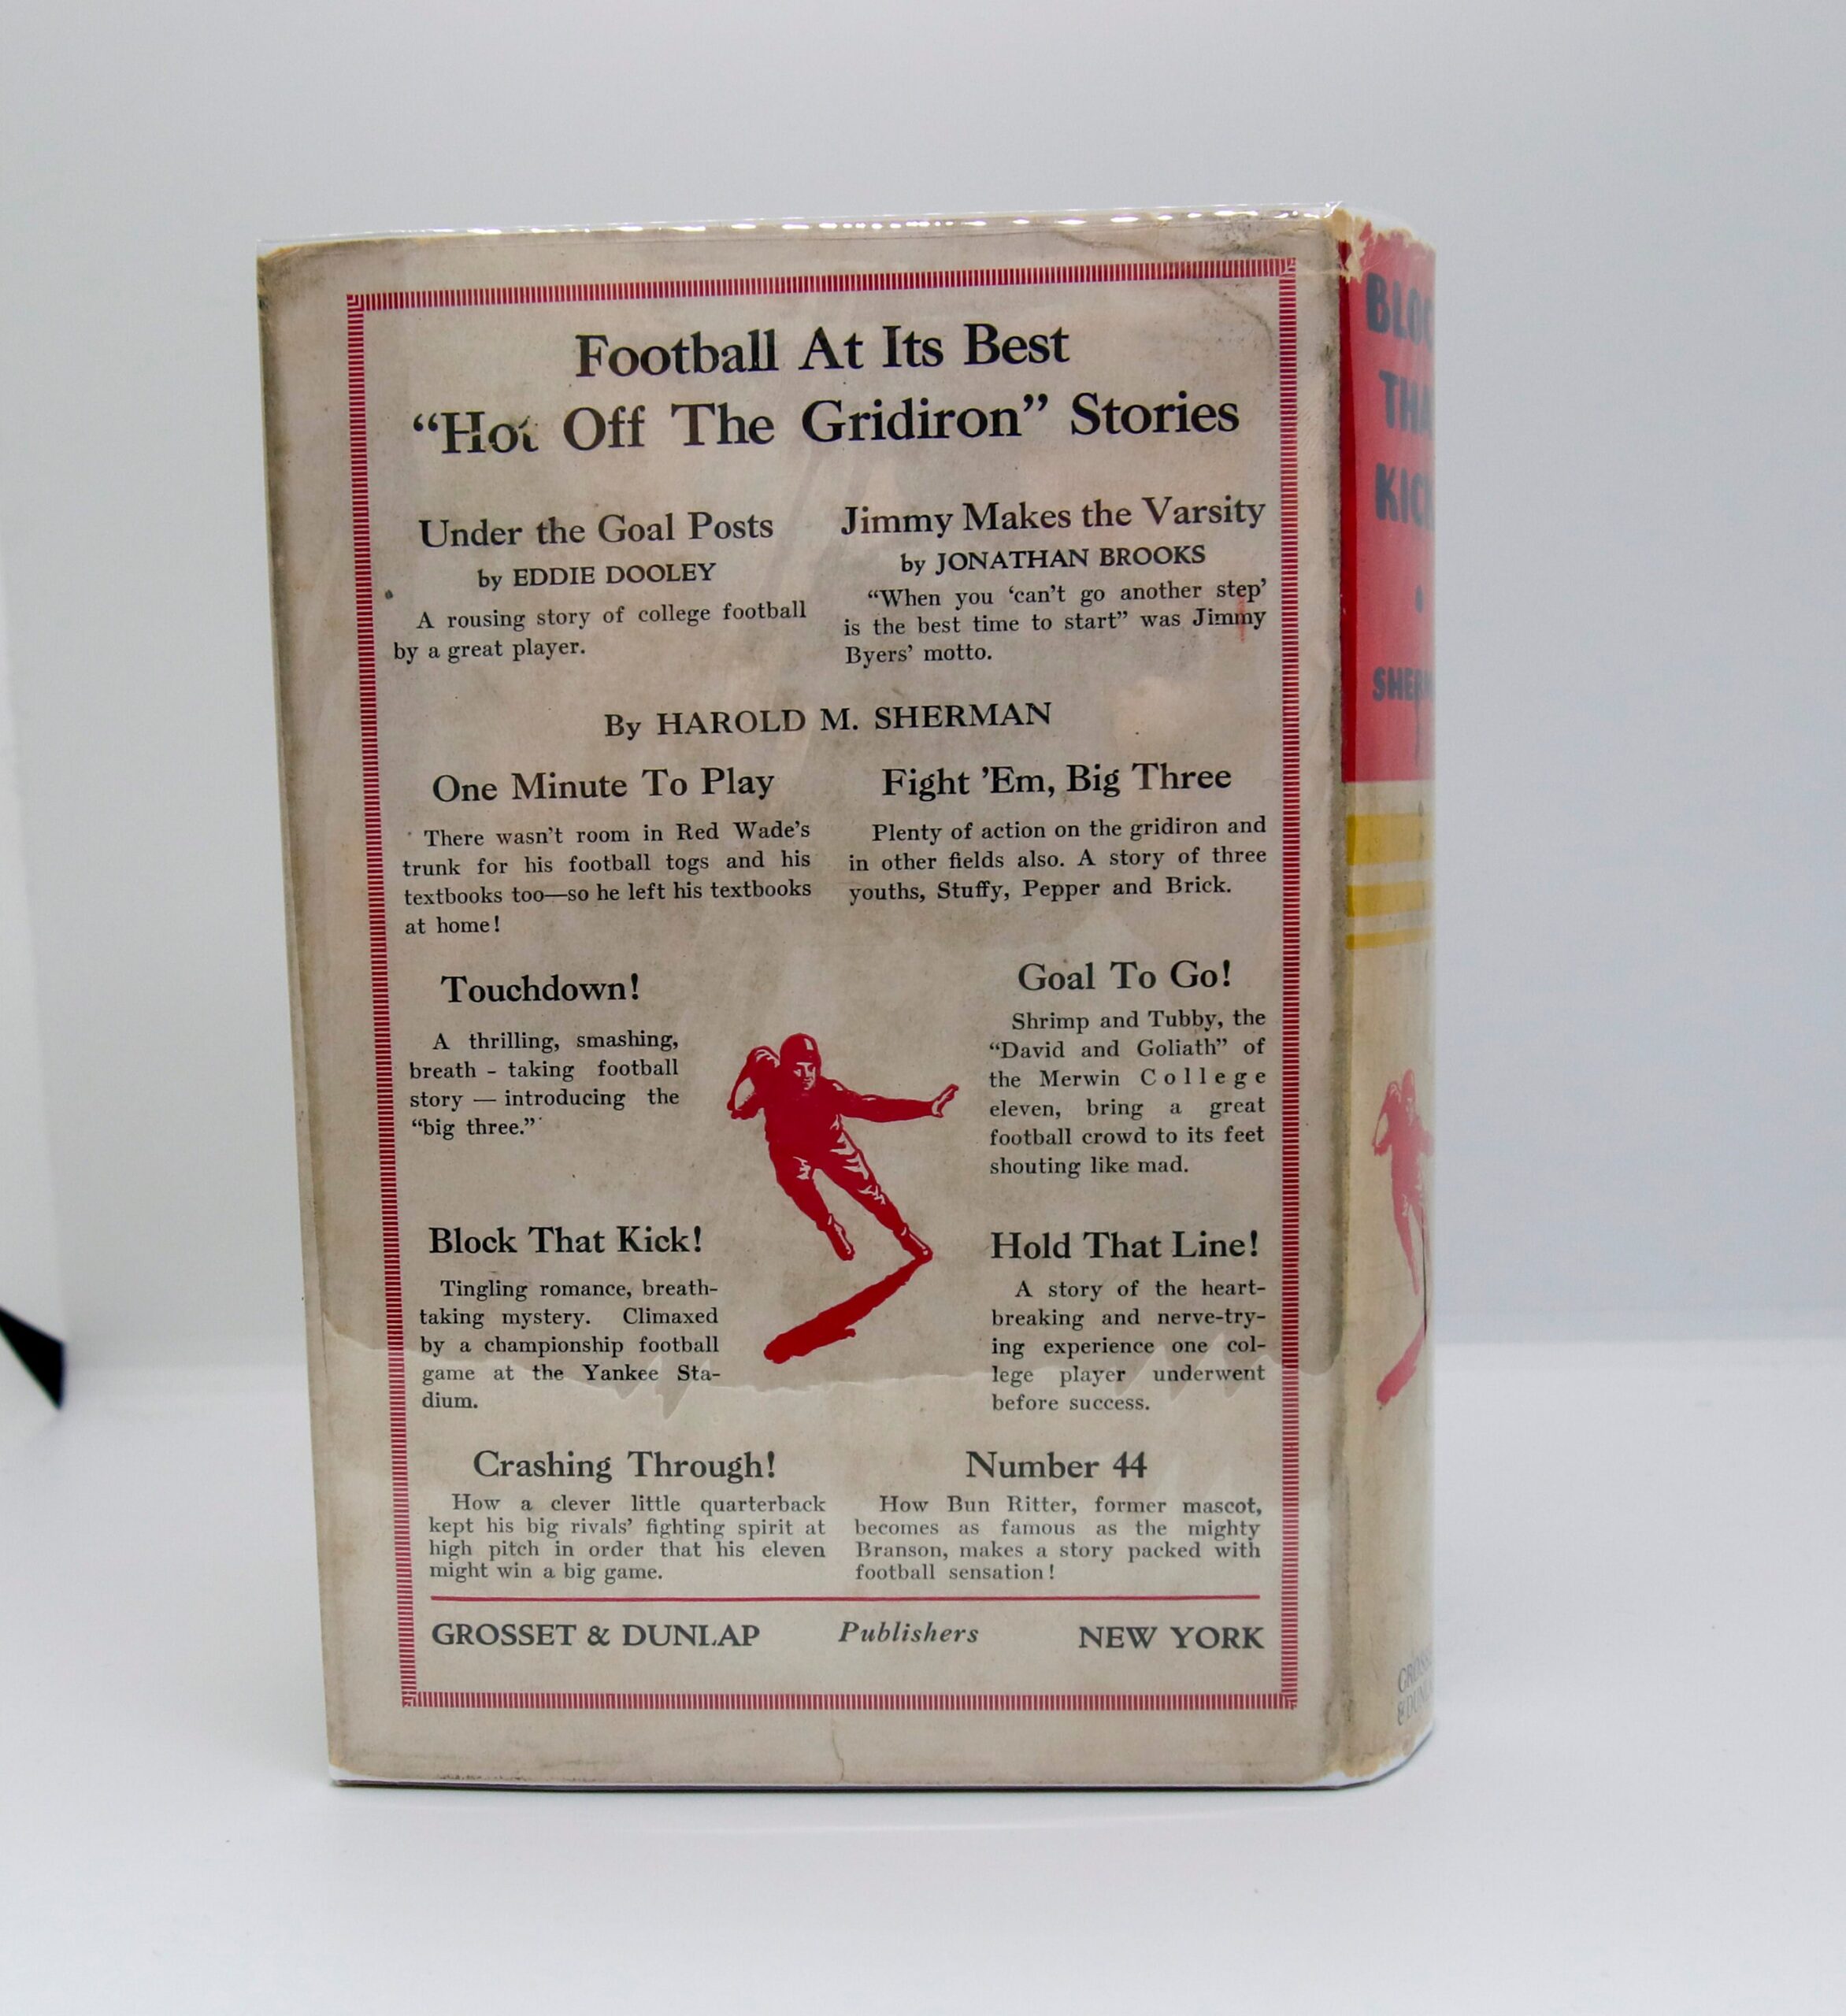 Football At Its Best
“Hot Off The Gridiron” Stories
Under the Goal Posts
by EDDIE DOOLEY
A rousing story of college football
by a great player.
Jimmy Makes the Varsity
by JONATHAN BROOKS
“When you ‘can’t go another step’
is the best time to start” was Jimmy
Byers’ motto.
By HAROLD M. SHERMAN
One Minute To Play
There wasn’t room in Red Wade’s
trunk for his football togs and his
textbooks too—so he left his textbooks
at home!
Fight ’Em, Big Three
Plenty of action on the gridiron and
in other fields also. A story of three
youths, Stuffy, Pepper and Brick.
Touchdown!
A thrilling, smashing,
breath - taking football
story — introducing the
“big three.”
Goal To Go!
Shrimp and Tubby, the
“David and Goliath” of
the Merwin College
eleven, bring a great
football crowd to its feet
shouting like mad.
Block That Kick!
Tingling romance, breath-
taking mystery. Climaxed
by a championship football
game at the Yankee Sta-
dium.
Hold That Line!
A story of the heart-
breaking and nerve-try-
ing experience one col-
lege player underwent
before success.
Crashing Through!
How a clever little quarterback
kept his big rivals’ fighting spirit at
high pitch in order that his eleven
might win a big game.
Number 44
How Bun Ritter, former mascot,
becomes as famous as the mighty
Branson, makes a story packed with
football sensation!
GROSSET & DUNLAP Publishers NEW YORK
BLOC
THA
KICK
SHERM
GROSS
& DUNL